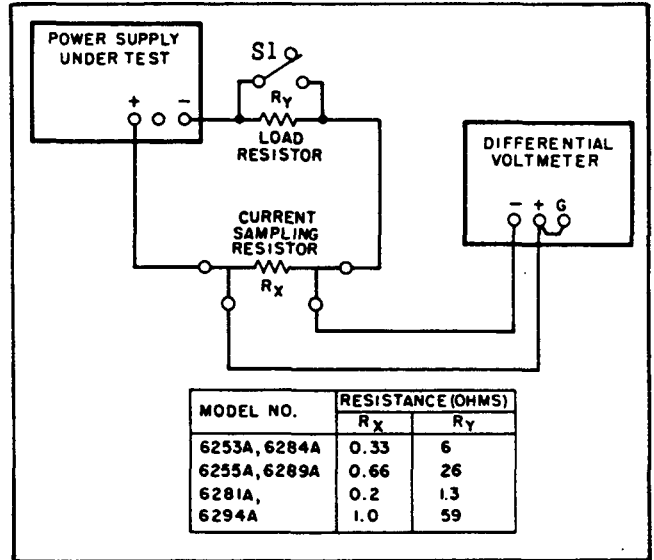 POWER SUPPLY
UNDER TEST
+ -
S1
RY
LOAD
RESISTOR
DIFFERENTIAL
VOLTMETER
- + G
CURRENT
SAMPLING
RESISTOR
RX
MODEL NO. RESISTANCE (OHMS)
RX RY
6253A, 6284A 0.33 6
6255A, 6289A 0.66 26
6281A, 0.2 1.3
6294A 1.0 59